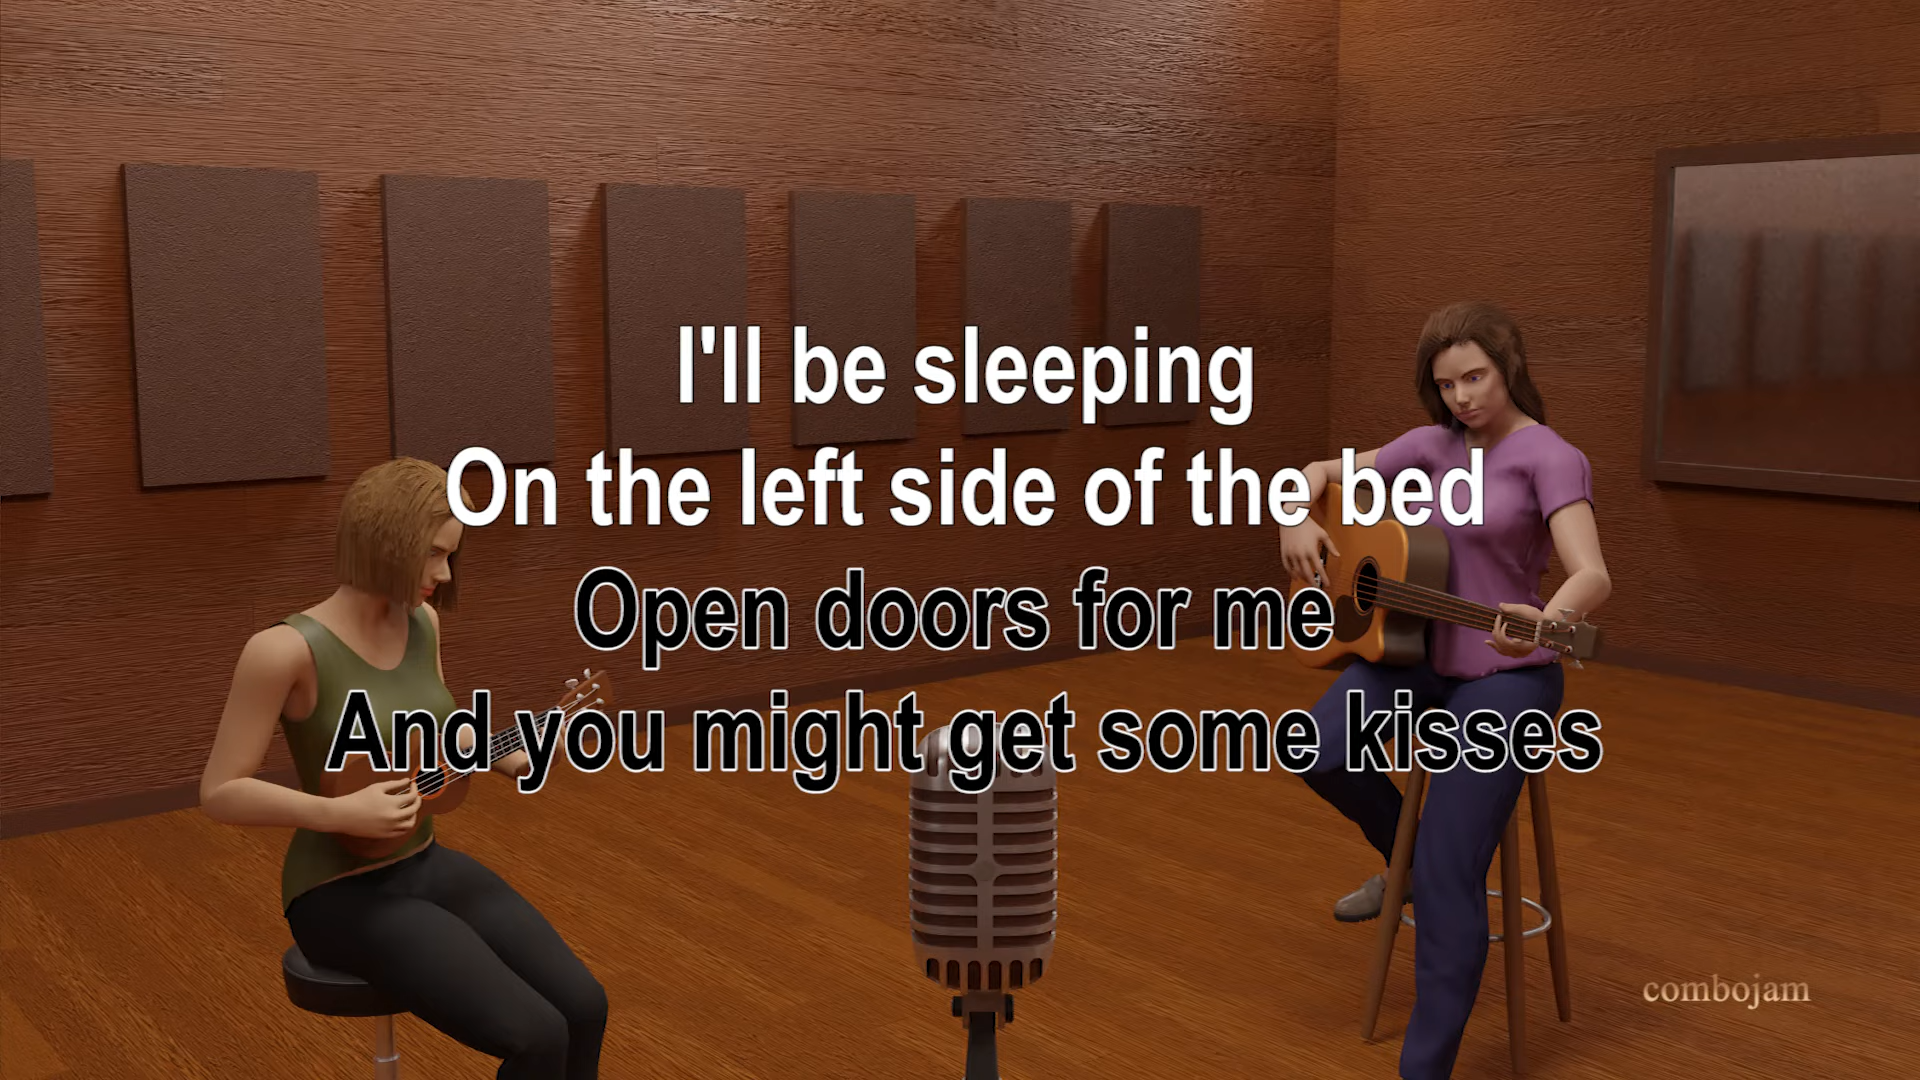 I'll be sleeping
On the left side of the bed
Open doors for me
And you might get some kisses
combojam